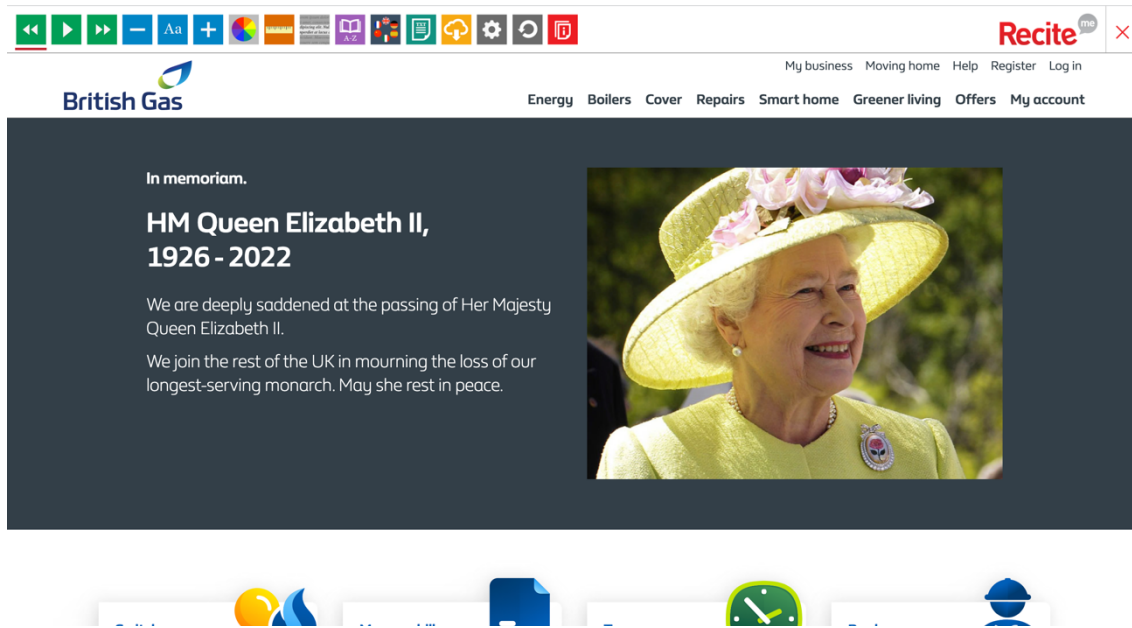 Aa
A-Z
TXT
Recite me
My business Moving home Help Register Log in
British Gas
Energy Boilers Cover Repairs Smart home Greener living Offers My account
In memoriam.
HM Queen Elizabeth II,
1926 - 2022
We are deeply saddened at the passing of Her Majesty
Queen Elizabeth II.
We join the rest of the UK in mourning the loss of our
longest-serving monarch. May she rest in peace.